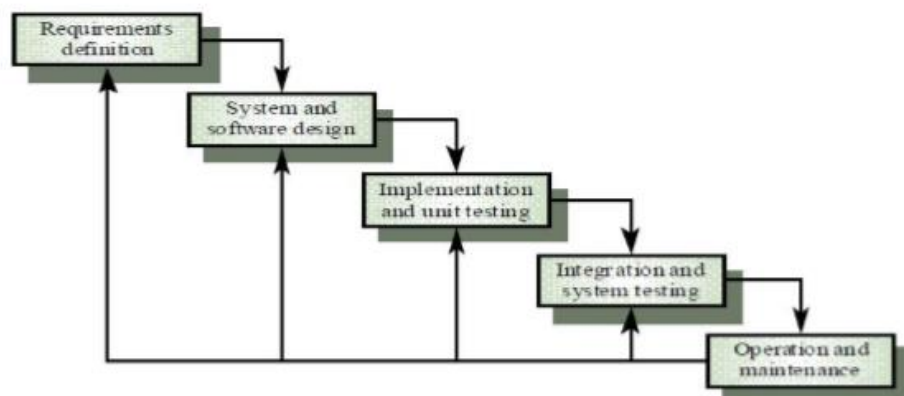 Requirements
definition
System and
software design
Implementation
and unit testing
Integration and
system testing
Operation and
maintenance